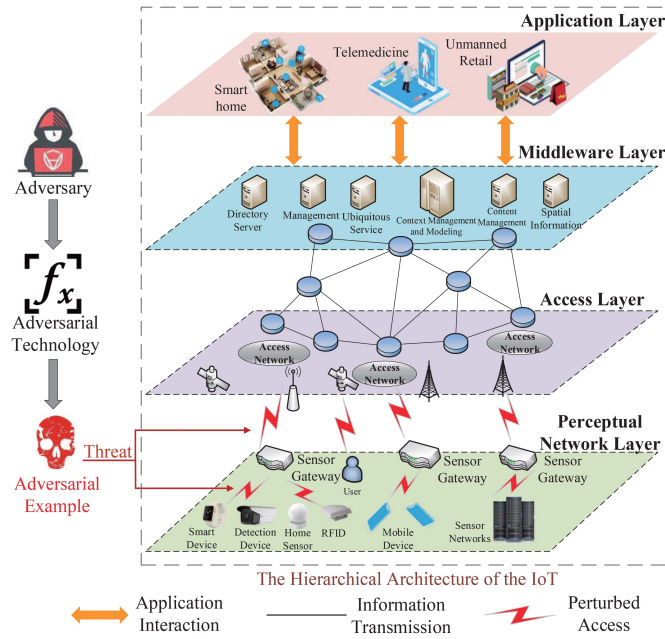 Application Layer
Telemedicine
Unmanned
Retail
Smart
home
Adversary
Middleware Layer
Directory
Server
Management
Ubiquitous
Service
Context Management
and Modeling
Content
Management
Spatial
Information
fx
Adversarial
Technology
Access Layer
Access
Network
Access
Network
Access
Network
Perceptual
Network Layer
Threat
Adversarial
Example
Sensor
Gateway
User
Sensor
Gateway
Sensor
Gateway
Smart
Device
Detection
Device
Home
Sensor
RFID
Mobile
Device
Sensor
Networks
The Hierarchical Architecture of the IoT
Application
Interaction
Information
Transmission
Perturbed
Access